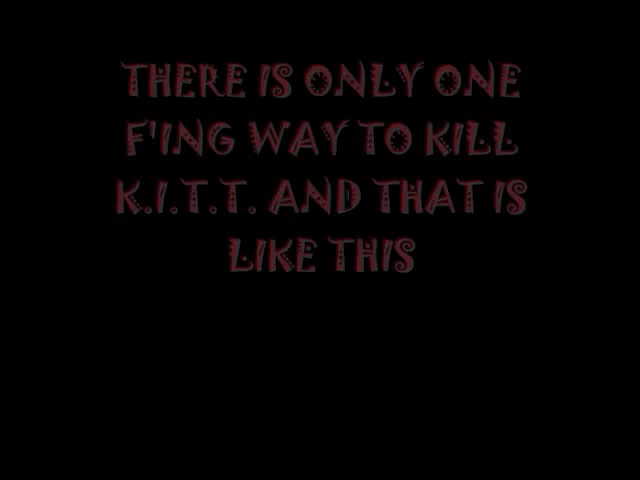 THERE IS ONLY ONE
F'ING WAY TO KILL
K.I.T.T. AND THAT IS
LIKE THIS